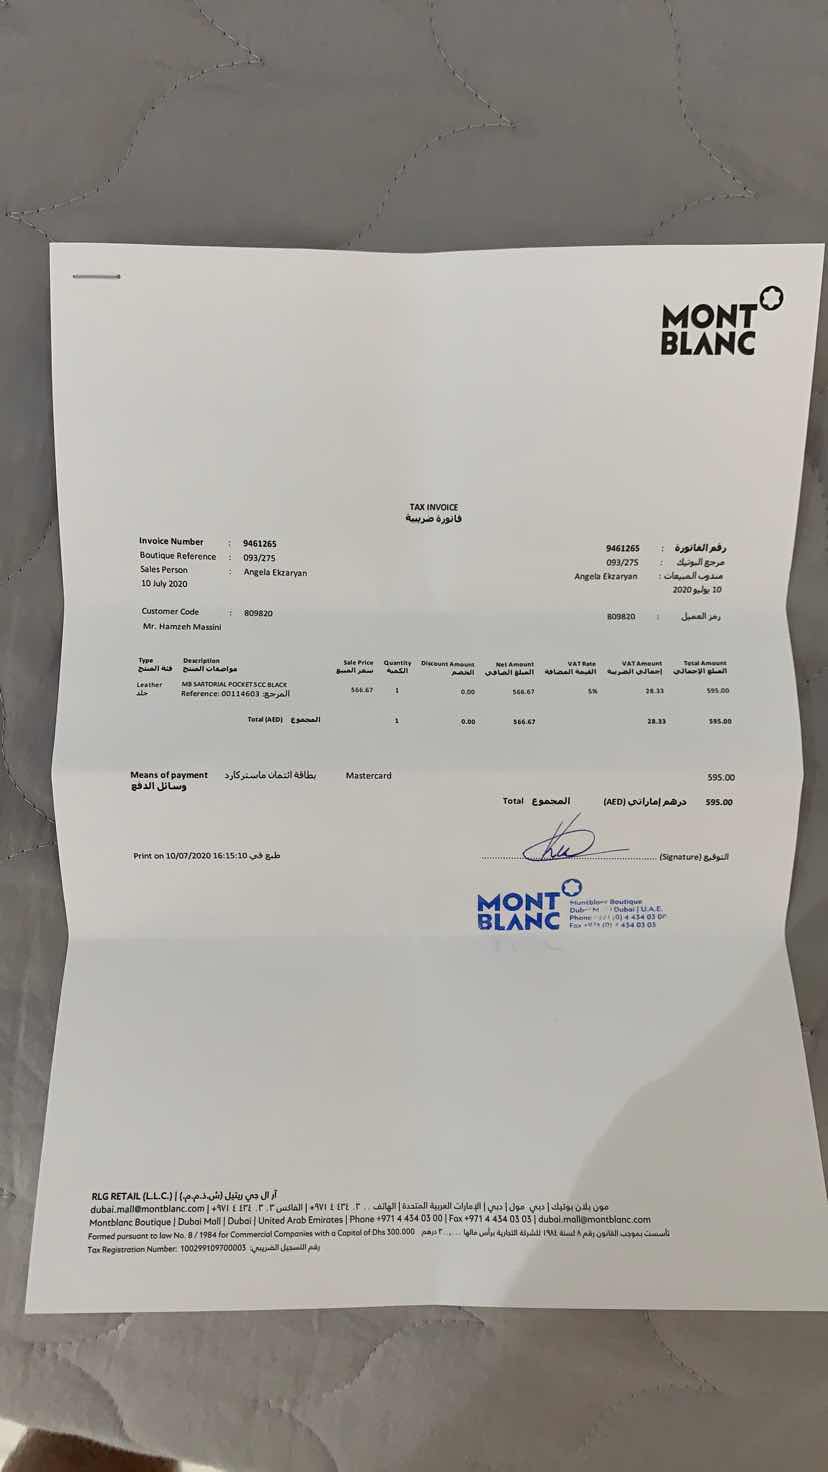 MONT
BLANC
TAX INVOICE
فاتورة ضريبية
Invoice Number : 9461265
Boutique Reference : 093/275
Sales Person : Angela Ekzaryan
10 July 2020
رقم الفاتورة : 9461265
مرجع البوتيك : 093/275
مندوب المبيعات : Angela Ekzaryan
10 يوليو 2020
Customer Code : 809820
Mr. Hamzeh Massini
رمز العميل : 809820
Type Description Sale Price Quantity Discount Amount Net Amount VAT Rate VAT Amount Total Amount
فئة المنتج مواصفات المنتج سعر المبيع الكمية الخصم المبلغ الصافي القيمة المضافة إجمالي الضريبة المبلغ الإجمالي
Leather MB SARTORIAL POCKET 5CC BLACK 566.67 1 0.00 566.67 5% 28.33 595.00
جلد Reference: 00114603 :المرجع
Total (AED) المجموع 1 0.00 566.67 28.33 595.00
Means of payment بطاقة ائتمان ماستركارد Mastercard 595.00
وسائل الدفع
Total المجموع (AED) درهم إماراتي 595.00
Print on 10/07/2020 16:15:10 طبع في
(Signature) التوقيع
MONT
BLANC
Montblanc Boutique
Dubai | U.A.E.
Phone (0) 4 434 03 00
Fax (0) 4 434 03 03
RLG RETAIL (L.L.C.) | آر ال جي ريتيل (ش.ذ.م.م.)
مون بلان بوتيك | دبي مول | دبي | الإمارات العربية المتحدة | الهاتف ٠٠ ٠٣ ٤٣٤ ٤ ٩٧١+ | الفاكس ٠٣ ٠٣ ٤٣٤ ٤ ٩٧١+ | dubai.mall@montblanc.com
Montblanc Boutique | Dubai Mall | Dubai | United Arab Emirates | Phone +971 4 434 03 00 | Fax +971 4 434 03 03 | dubai.mall@montblanc.com
Formed pursuant to law No. 8 / 1984 for Commercial Companies with a Capital of Dhs 300.000 تأسست بموجب القانون رقم ٨ لسنة ١٩٨٤ للشركة التجارية برأس مالها ٣٠٠,٠٠٠ درهم
Tax Registration Number: 100299109700003 :رقم التسجيل الضريبي